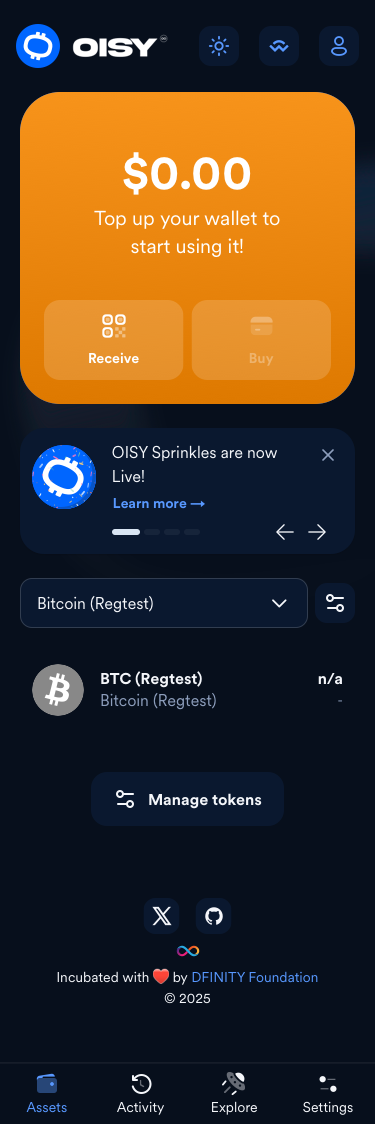 OISY
$0.00
Top up your wallet to
start using it!
Receive
Buy
OISY Sprinkles are now
Live!
Learn more →
Bitcoin (Regtest)
BTC (Regtest)
n/a
Bitcoin (Regtest)
-
Manage tokens
Incubated with ❤️ by DFINITY Foundation
© 2025
Assets
Activity
Explore
Settings